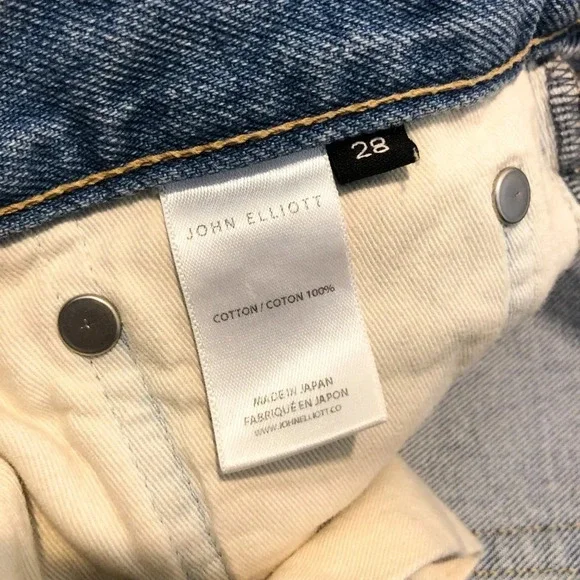 28
JOHN ELLIOTT
COTTON / COTON 100%
MADE IN JAPAN
FABRIQUÉ EN JAPON
WWW.JOHNELLIOTT.CO